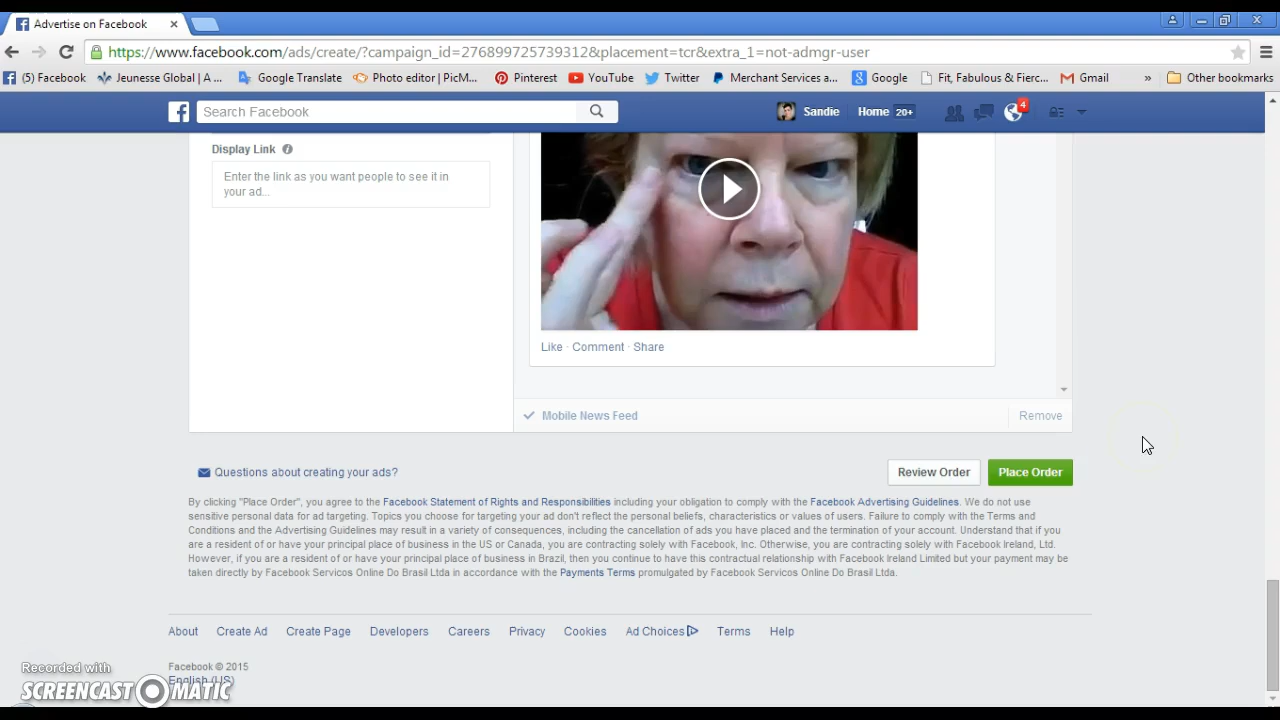 Advertise on Facebook
https://www.facebook.com/ads/create/?campaign_id=276899725739312&placement=tcr&extra_1=not-admgr-user
(5) Facebook Jeunesse Global | A ... Google Translate Photo editor | PicM... Pinterest YouTube Twitter Merchant Services a... Google Fit, Fabulous & Fierc... Gmail » Other bookmarks
Search Facebook Sandie Home 20+ 4
Display Link
Enter the link as you want people to see it in
your ad...
Like · Comment · Share
Mobile News Feed Remove
Questions about creating your ads? Review Order Place Order
By clicking "Place Order", you agree to the Facebook Statement of Rights and Responsibilities including your obligation to comply with the Facebook Advertising Guidelines. We do not use
sensitive personal data for ad targeting. Topics you choose for targeting your ad don't reflect the personal beliefs, characteristics or values of users. Failure to comply with the Terms and
Conditions and the Advertising Guidelines may result in a variety of consequences, including the cancellation of ads you have placed and the termination of your account. Understand that if you
are a resident of or have your principal place of business in the US or Canada, you are contracting solely with Facebook, Inc. Otherwise, you are contracting solely with Facebook Ireland, Ltd.
However, if you are a resident of or have your principal place of business in Brazil, then you continue to have this contractual relationship with Facebook Ireland Limited but your payment may be
taken directly by Facebook Servicos Online Do Brasil Ltda in accordance with the Payments Terms promulgated by Facebook Servicos Online Do Brasil Ltda.
About Create Ad Create Page Developers Careers Privacy Cookies Ad Choices Terms Help
Facebook © 2015
English (US)
Recorded with
SCREENCAST MATIC